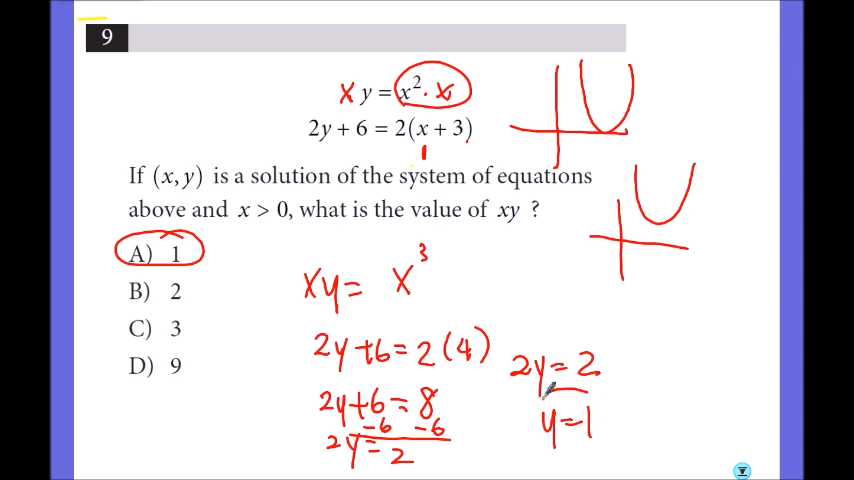 9
x y = x² · x
2y + 6 = 2(x + 3)
1
If (x, y) is a solution of the system of equations
above and x > 0, what is the value of xy ?
A) 1
B) 2
C) 3
D) 9
xy = x³
2y + 6 = 2(4)
2y + 6 = 8
-6 -6
2y = 2
2y = 2
y = 1